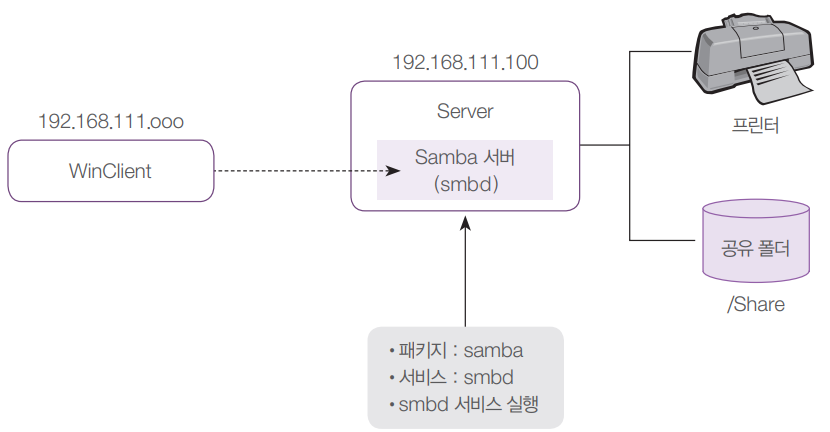 192.168.111.100
192.168.111.ooo
Server
프린터
WinClient
Samba 서버
(smbd)
공유 폴더
/Share
• 패키지 : samba
• 서비스 : smbd
• smbd 서비스 실행